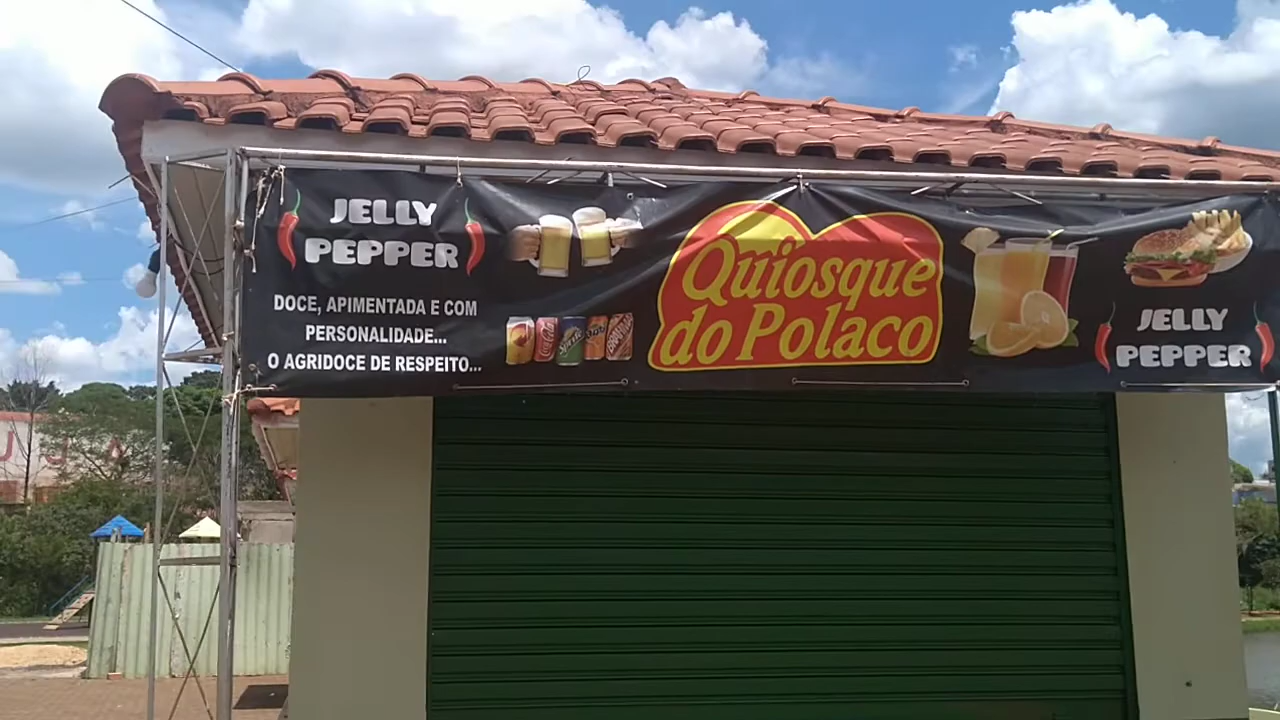 JELLY
PEPPER
DOCE, APIMENTADA E COM
PERSONALIDADE...
O AGRIDOCE DE RESPEITO...
Quiosque
do Polaco
JELLY
PEPPER